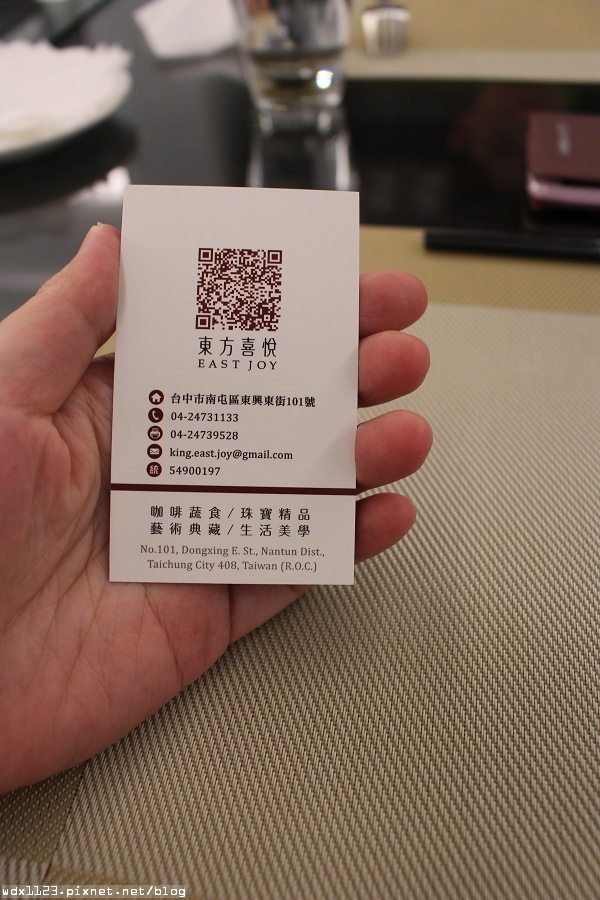 東方喜悅
EAST JOY
台中市南屯區東興東街101號
04-24731133
04-24739528
king.east.joy@gmail.com
統 54900197
咖啡蔬食/珠寶精品
藝術典藏/生活美學
No.101, Dongxing E. St., Nantun Dist.,
Taichung City 408, Taiwan (R.O.C.)
wdx1123.pixnet.net/blog